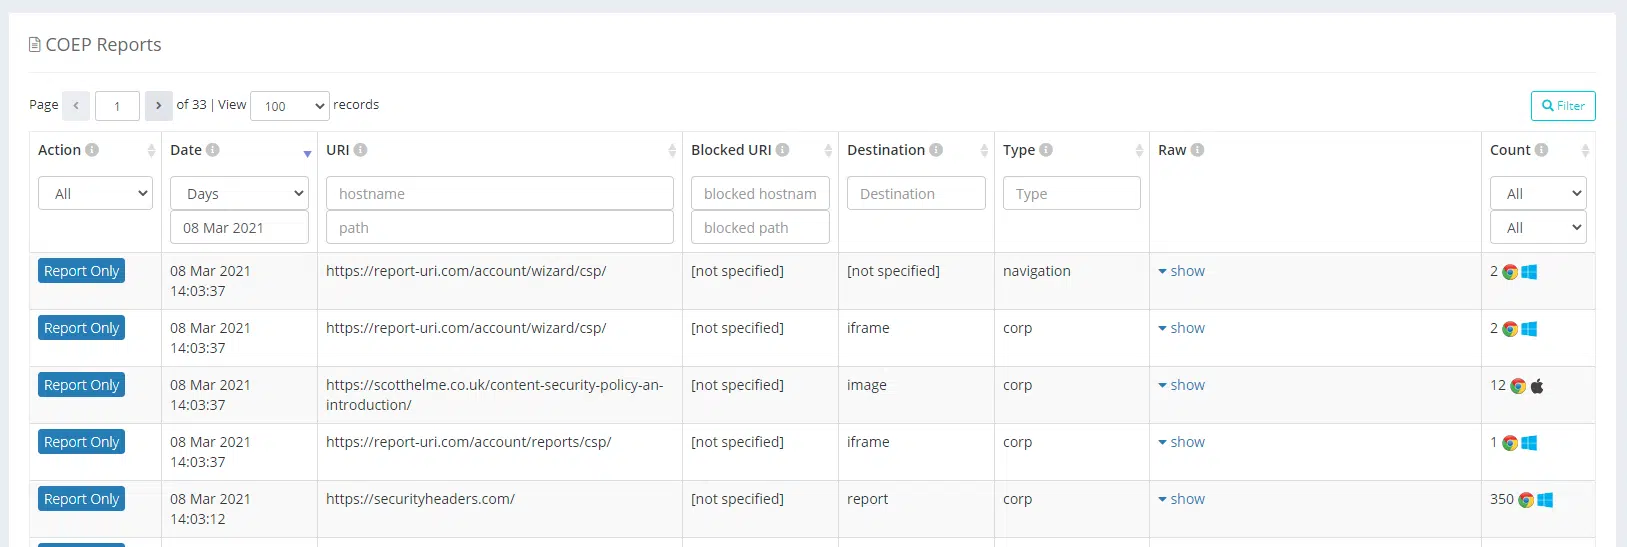 COEP Reports
Page 1 of 33 | View 100 records
Filter
Action Date URI Blocked URI Destination Type Raw Count
All Days hostname blocked hostnam Destination Type All
08 Mar 2021 path blocked path All
Report Only 08 Mar 2021 https://report-uri.com/account/wizard/csp/ [not specified] [not specified] navigation show 2
14:03:37
Report Only 08 Mar 2021 https://report-uri.com/account/wizard/csp/ [not specified] iframe corp show 2
14:03:37
Report Only 08 Mar 2021 https://scotthelme.co.uk/content-security-policy-an- [not specified] image corp show 12
14:03:37 introduction/
Report Only 08 Mar 2021 https://report-uri.com/account/reports/csp/ [not specified] iframe corp show 1
14:03:37
Report Only 08 Mar 2021 https://securityheaders.com/ [not specified] report corp show 350
14:03:12